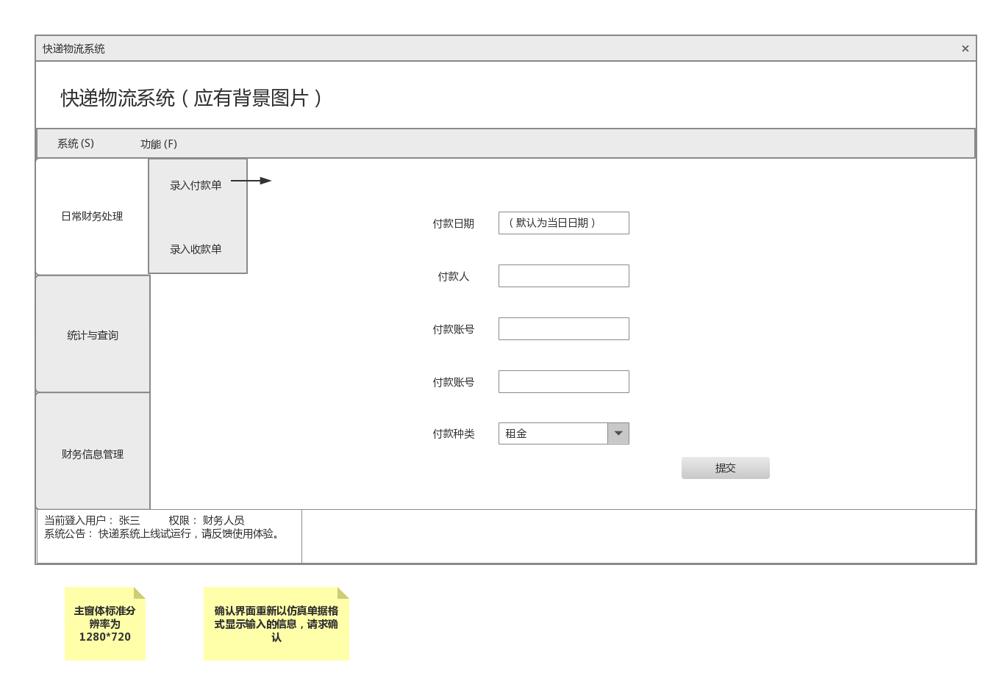 快递物流系统
快递物流系统（应有背景图片）
系统 (S)
功能 (F)
日常财务处理
录入付款单
录入收款单
统计与查询
财务信息管理
付款日期
（默认为当日日期）
付款人
付款账号
付款账号
付款种类
租金
提交
当前登入用户： 张三 权限： 财务人员
系统公告： 快递系统上线试运行，请反馈使用体验。
主窗体标准分
辨率为
1280*720
确认界面重新以仿真单据格
式显示输入的信息，请求确
认